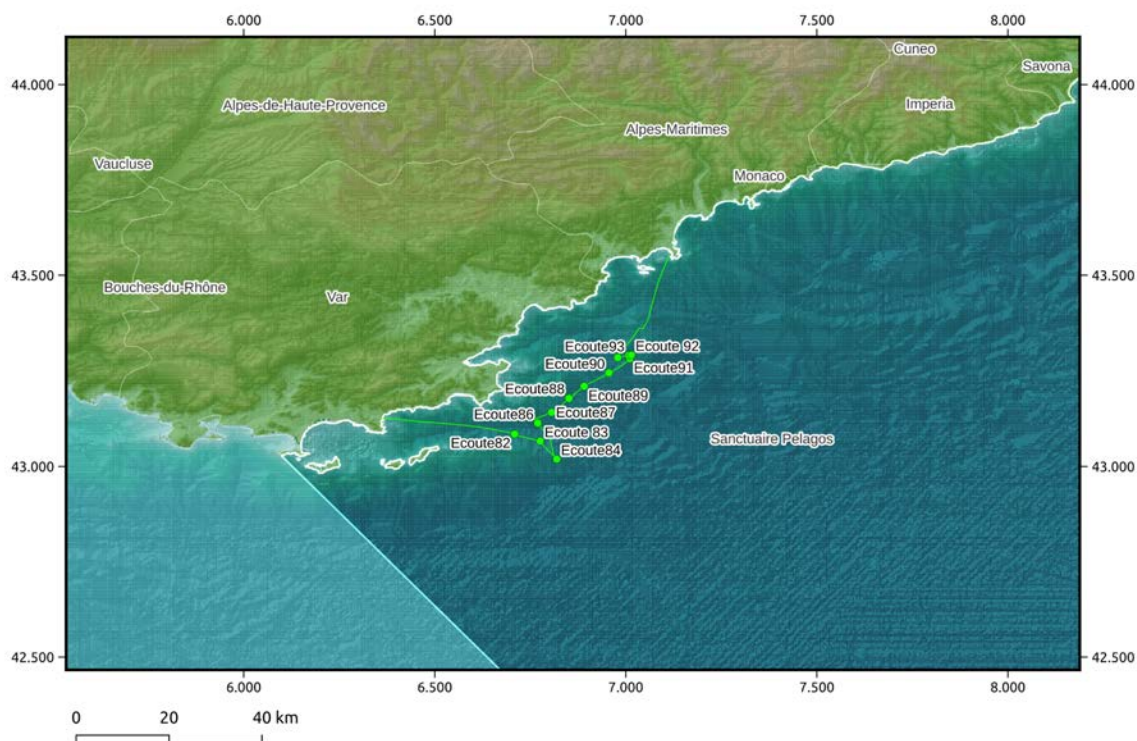 6.000 6.500 7.000 7.500 8.000
Cuneo
Savona
44.000 44.000
Alpes-de-Haute-Provence
Imperia
Alpes-Maritimes
Vaucluse
Monaco
43.500 43.500
Bouches-du-Rhône
Var
Ecoute93 Ecoute 92
Ecoute90 Ecoute91
Ecoute88 Ecoute89
Ecoute86 Ecoute87
Ecoute82 Ecoute 83
Sanctuaire Pelagos
Ecoute84
43.000 43.000
42.500 42.500
6.000 6.500 7.000 7.500 8.000
0 20 40 km